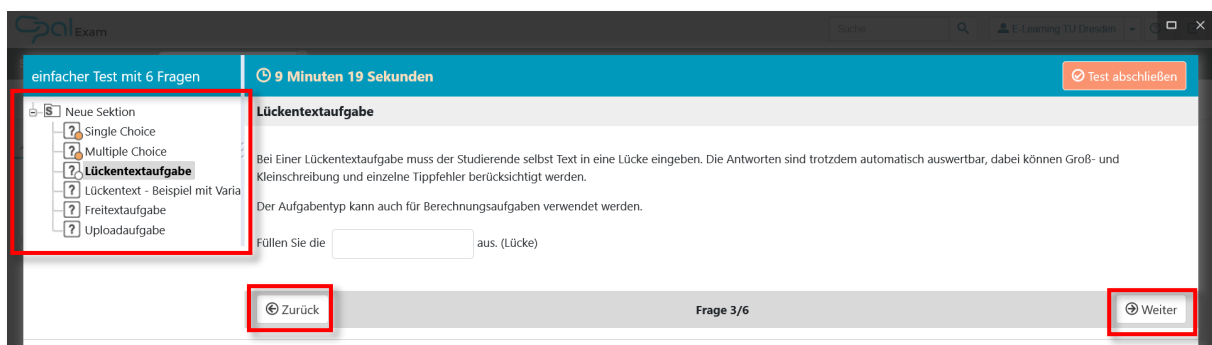 Opal Exam
Suche
E-Learning TU Dresden
einfacher Test mit 6 Fragen
9 Minuten 19 Sekunden
Test abschließen
Neue Sektion
Single Choice
Multiple Choice
Lückentextaufgabe
Lückentext - Beispiel mit Varia
Freitextaufgabe
Uploadaufgabe
Lückentextaufgabe
Bei Einer Lückentextaufgabe muss der Studierende selbst Text in eine Lücke eingeben. Die Antworten sind trotzdem automatisch auswertbar, dabei können Groß- und
Kleinschreibung und einzelne Tippfehler berücksichtigt werden.
Der Aufgabentyp kann auch für Berechnungsaufgaben verwendet werden.
Füllen Sie die aus. (Lücke)
Zurück
Frage 3/6
Weiter